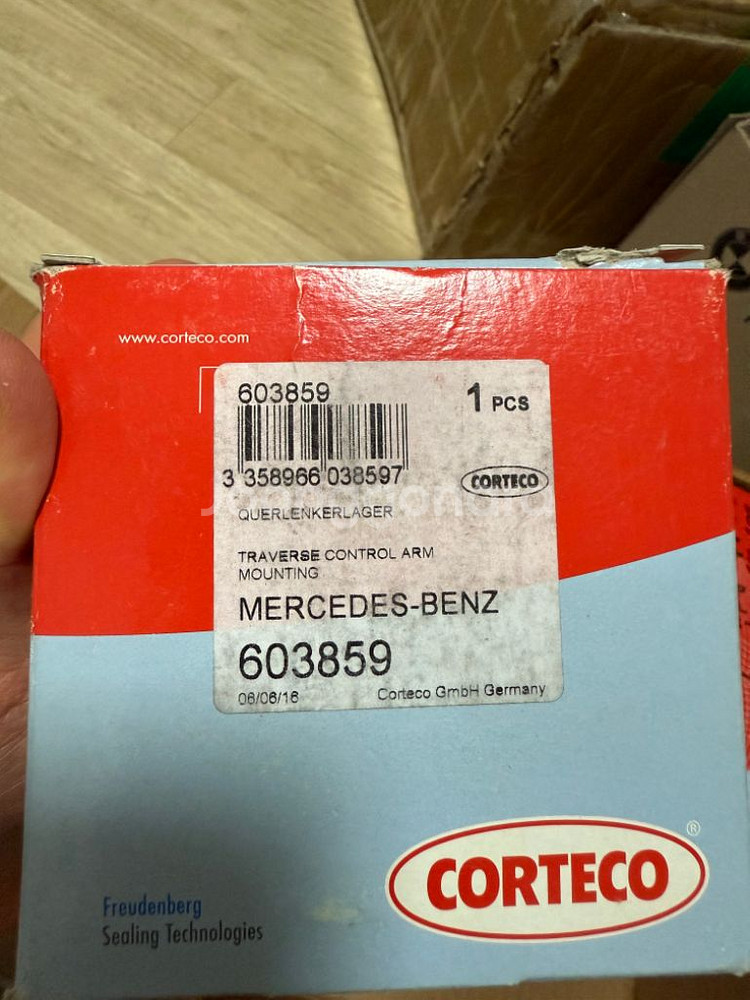 www.corteco.com
603859
1 PCS
3 358966 038597
CORTECO
QUERLENKERLAGER
TRAVERSE CONTROL ARM
MOUNTING
MERCEDES-BENZ
603859
06/06/16 Corteco GmbH Germany
CORTECO®
Freudenberg
Sealing Technologies